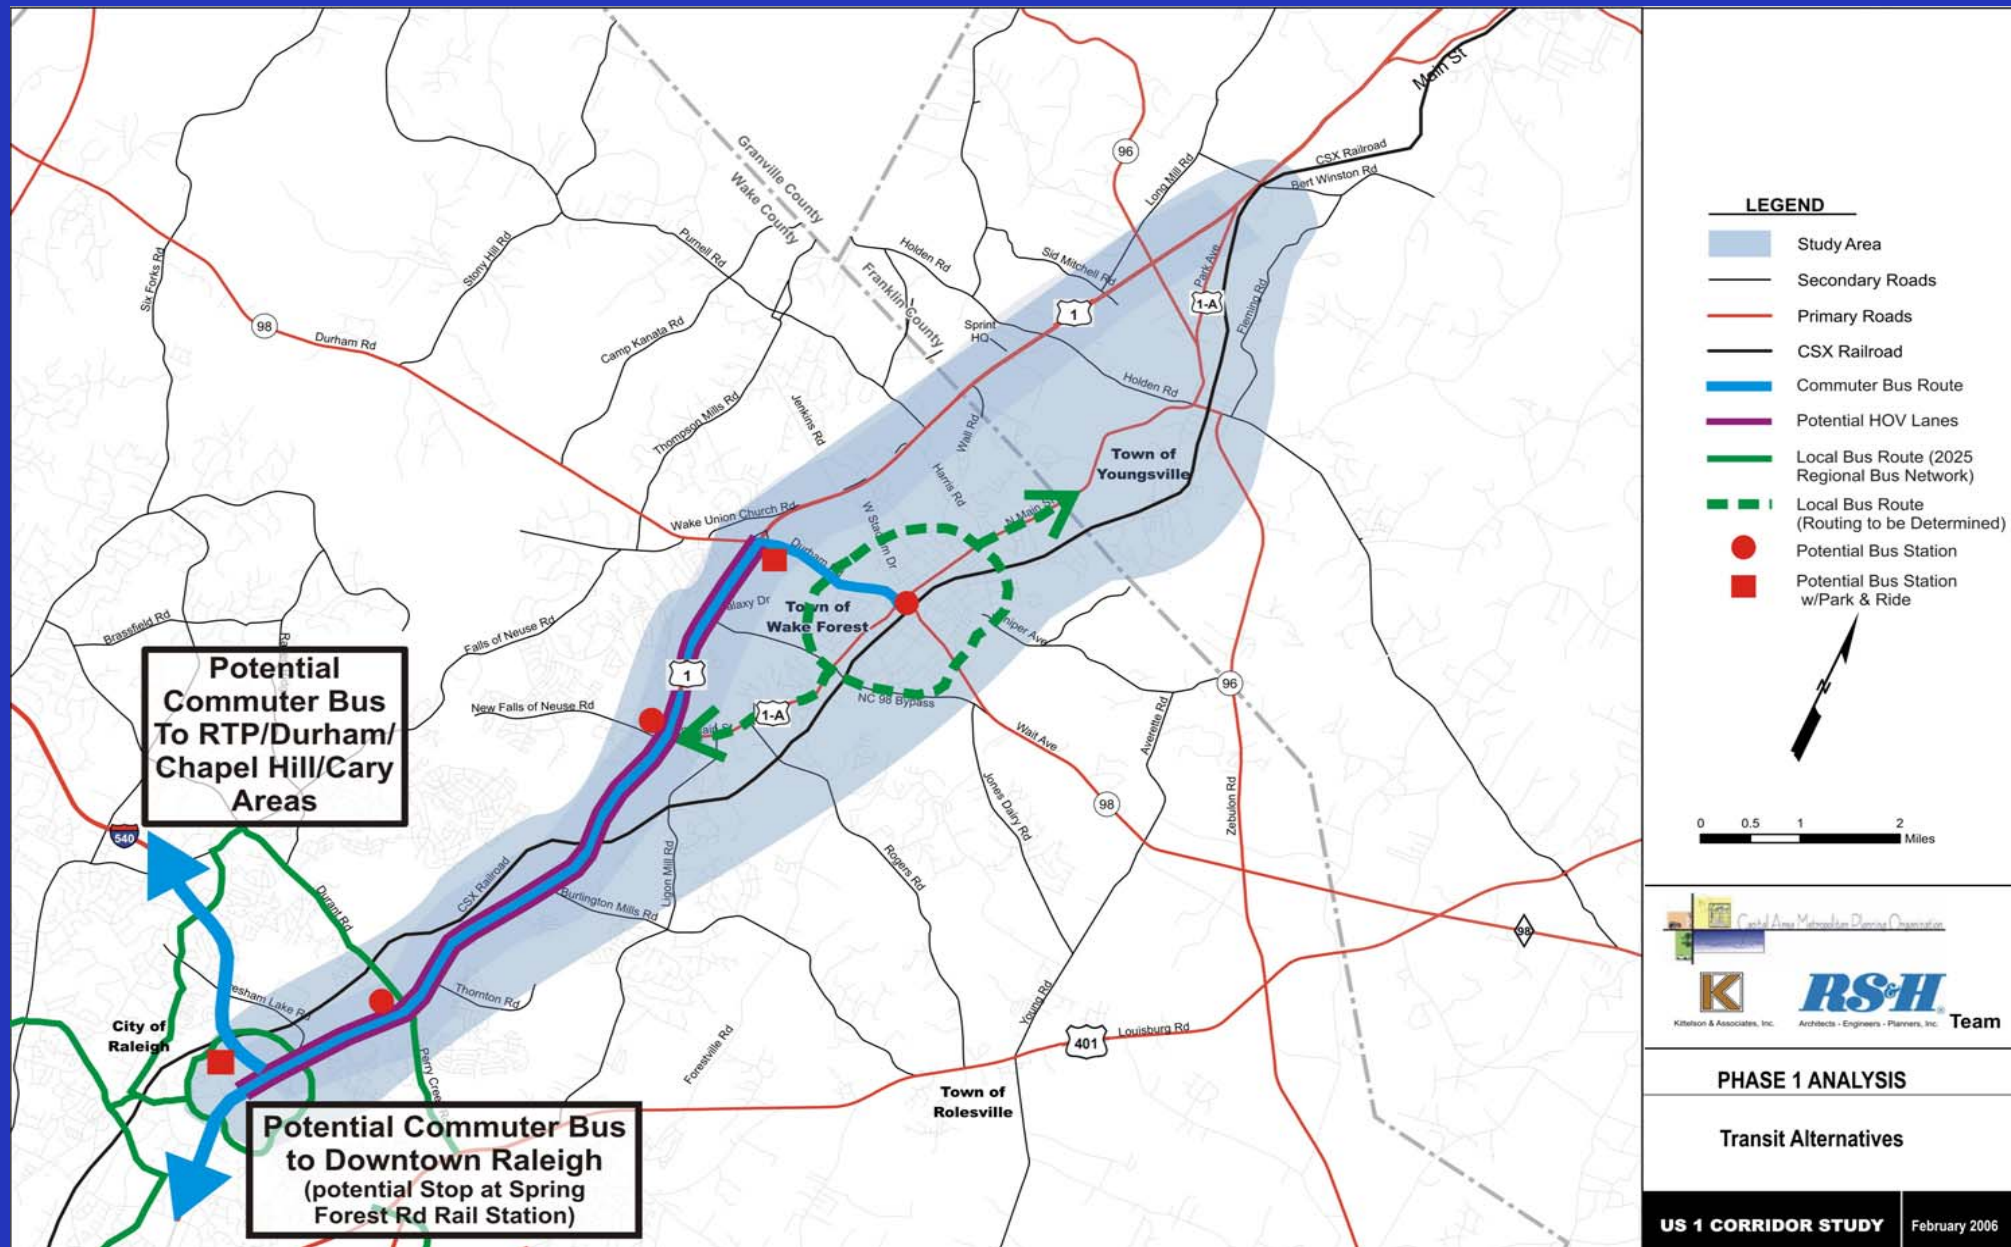 Main St
CSX Railroad
Bert Winston Rd
96
Long Mill Rd
Granville County
Wake County
Franklin County
Purnell Rd
Holden Rd
Sid Mitchell Rd
Park Ave
1-A
Fleming Rd
1
Sprint
HQ
Six Forks Rd
Stony Hill Rd
98
Durham Rd
Camp Kanata Rd
Thompson Mills Rd
Jenkins Rd
Holden Rd
Wall Rd
Harris Rd
Town of
Youngsville
Wake Union Church Rd
W Stadium Dr
N Main St
Durham
Town of
Wake Forest
Brassfield Rd
Falls of Neuse Rd
1
New Falls of Neuse Rd
1-A
NC 98 Bypass
96
Wait Ave
Averette Rd
Jones Dairy Rd
98
Zebulon Rd
Potential
Commuter Bus
To RTP/Durham/
Chapel Hill/Cary
Areas
540
Durant Rd
CSX Railroad
Burlington Mills Rd
Ligon Mill Rd
Rogers Rd
98
Thornton Rd
City of
Raleigh
Young Rd
Forestville Rd
401
Louisburg Rd
Town of
Rolesville
Potential Commuter Bus
to Downtown Raleigh
(potential Stop at Spring
Forest Rd Rail Station)
LEGEND
Study Area
Secondary Roads
Primary Roads
CSX Railroad
Commuter Bus Route
Potential HOV Lanes
Local Bus Route (2025
Regional Bus Network)
Local Bus Route
(Routing to be Determined)
Potential Bus Station
Potential Bus Station
w/Park & Ride
N
0 0.5 1 2
Miles
Capital Area Metropolitan Planning Organization
K
Kittelson & Associates, Inc.
RS&H
Architects - Engineers - Planners, Inc.
Team
PHASE 1 ANALYSIS
Transit Alternatives
US 1 CORRIDOR STUDY
February 2006